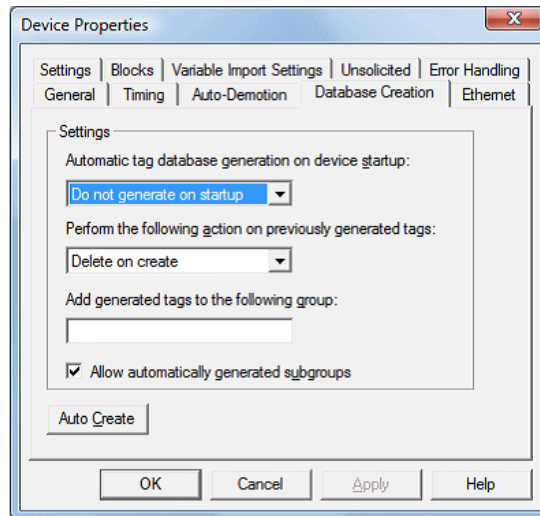 Device Properties
Settings Blocks Variable Import Settings Unsolicited Error Handling
General Timing Auto-Demotion Database Creation Ethernet
Settings
Automatic tag database generation on device startup:
Do not generate on startup
Perform the following action on previously generated tags:
Delete on create
Add generated tags to the following group:
Allow automatically generated subgroups
Auto Create
OK Cancel Apply Help